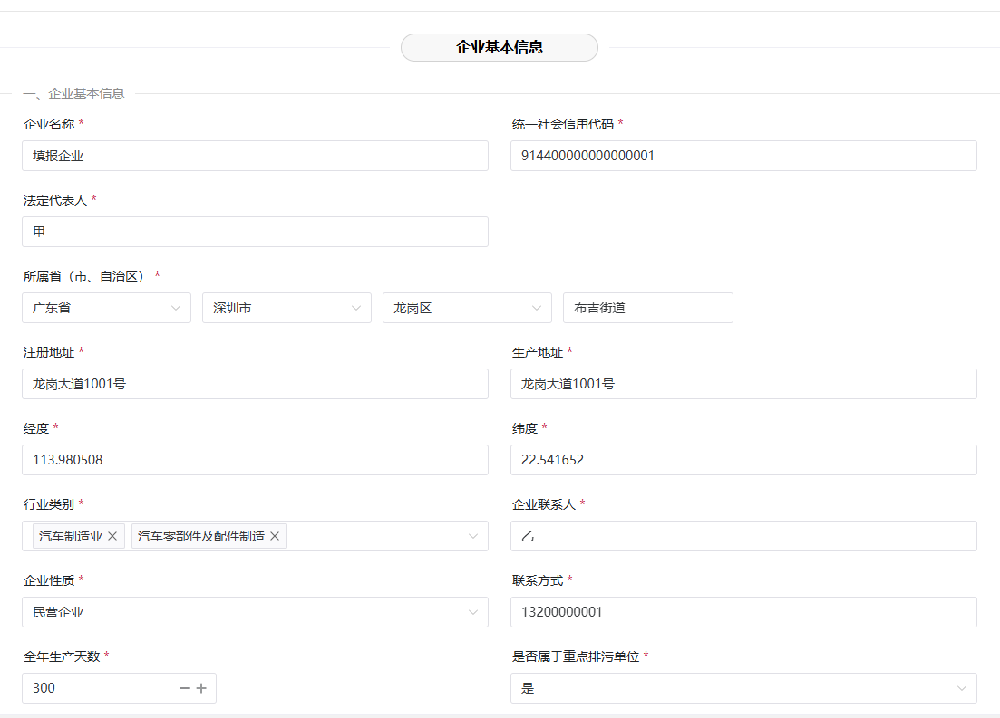 企业基本信息
一、企业基本信息
企业名称 * 统一社会信用代码 *
填报企业 914400000000000001
法定代表人 *
甲
所属省（市、自治区） *
广东省 深圳市 龙岗区 布吉街道
注册地址 * 生产地址 *
龙岗大道1001号 龙岗大道1001号
经度 * 纬度 *
113.980508 22.541652
行业类别 * 企业联系人 *
汽车制造业 × 汽车零部件及配件制造 × 乙
企业性质 * 联系方式 *
民营企业 13200000001
全年生产天数 * 是否属于重点排污单位 *
300 − + 是